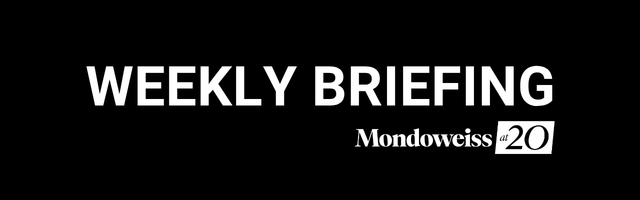 WEEKLY BRIEFING
Mondoweiss at 20